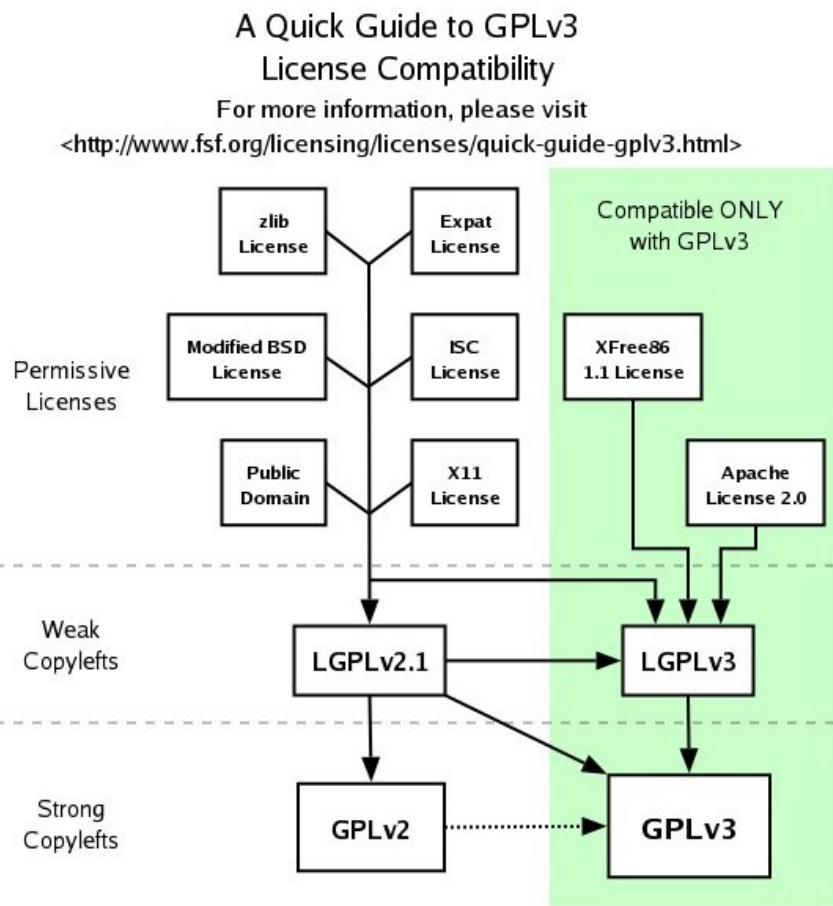 A Quick Guide to GPLv3
License Compatibility
For more information, please visit
<http://www.fsf.org/licensing/licenses/quick-guide-gplv3.html>
zlib
License
Expat
License
Compatible ONLY
with GPLv3
Permissive
Licenses
Modified BSD
License
ISC
License
XFree86
1.1 License
Public
Domain
X11
License
Apache
License 2.0
Weak
Copylefts
LGPLv2.1
LGPLv3
Strong
Copylefts
GPLv2
GPLv3